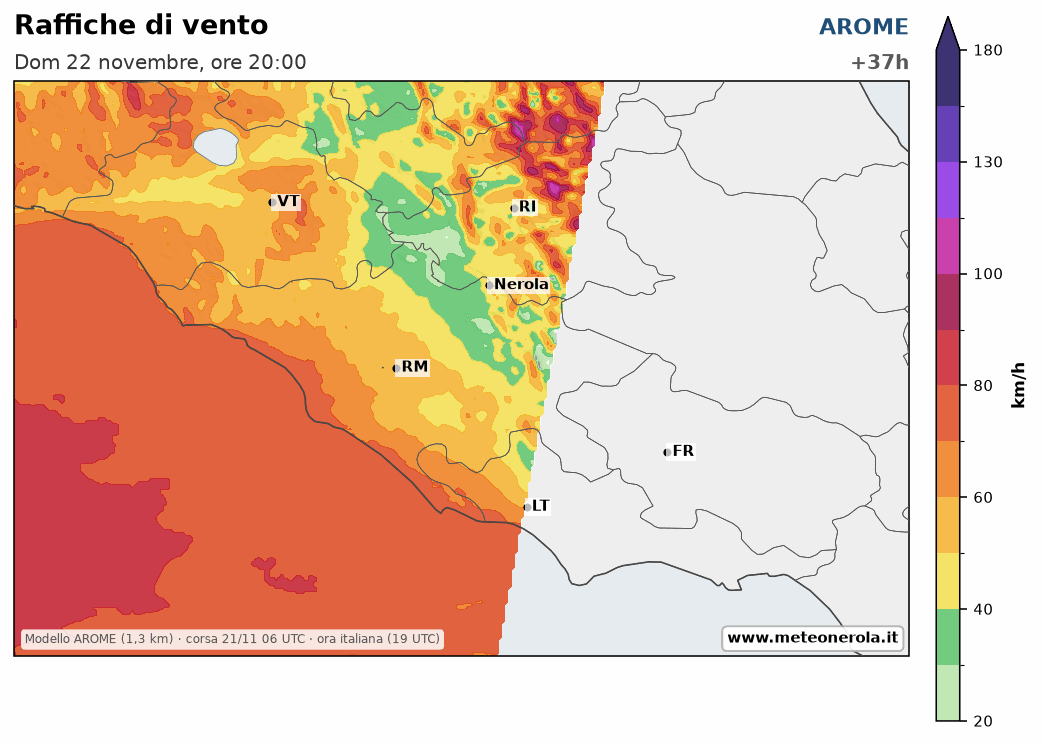 Raffiche di vento
AROME
Dom 22 novembre, ore 20:00
+37h
180
130
100
80
60
40
20
km/h
VT
RI
Nerola
RM
FR
LT
Modello AROME (1,3 km) · corsa 21/11 06 UTC · ora italiana (19 UTC)
www.meteonerola.it